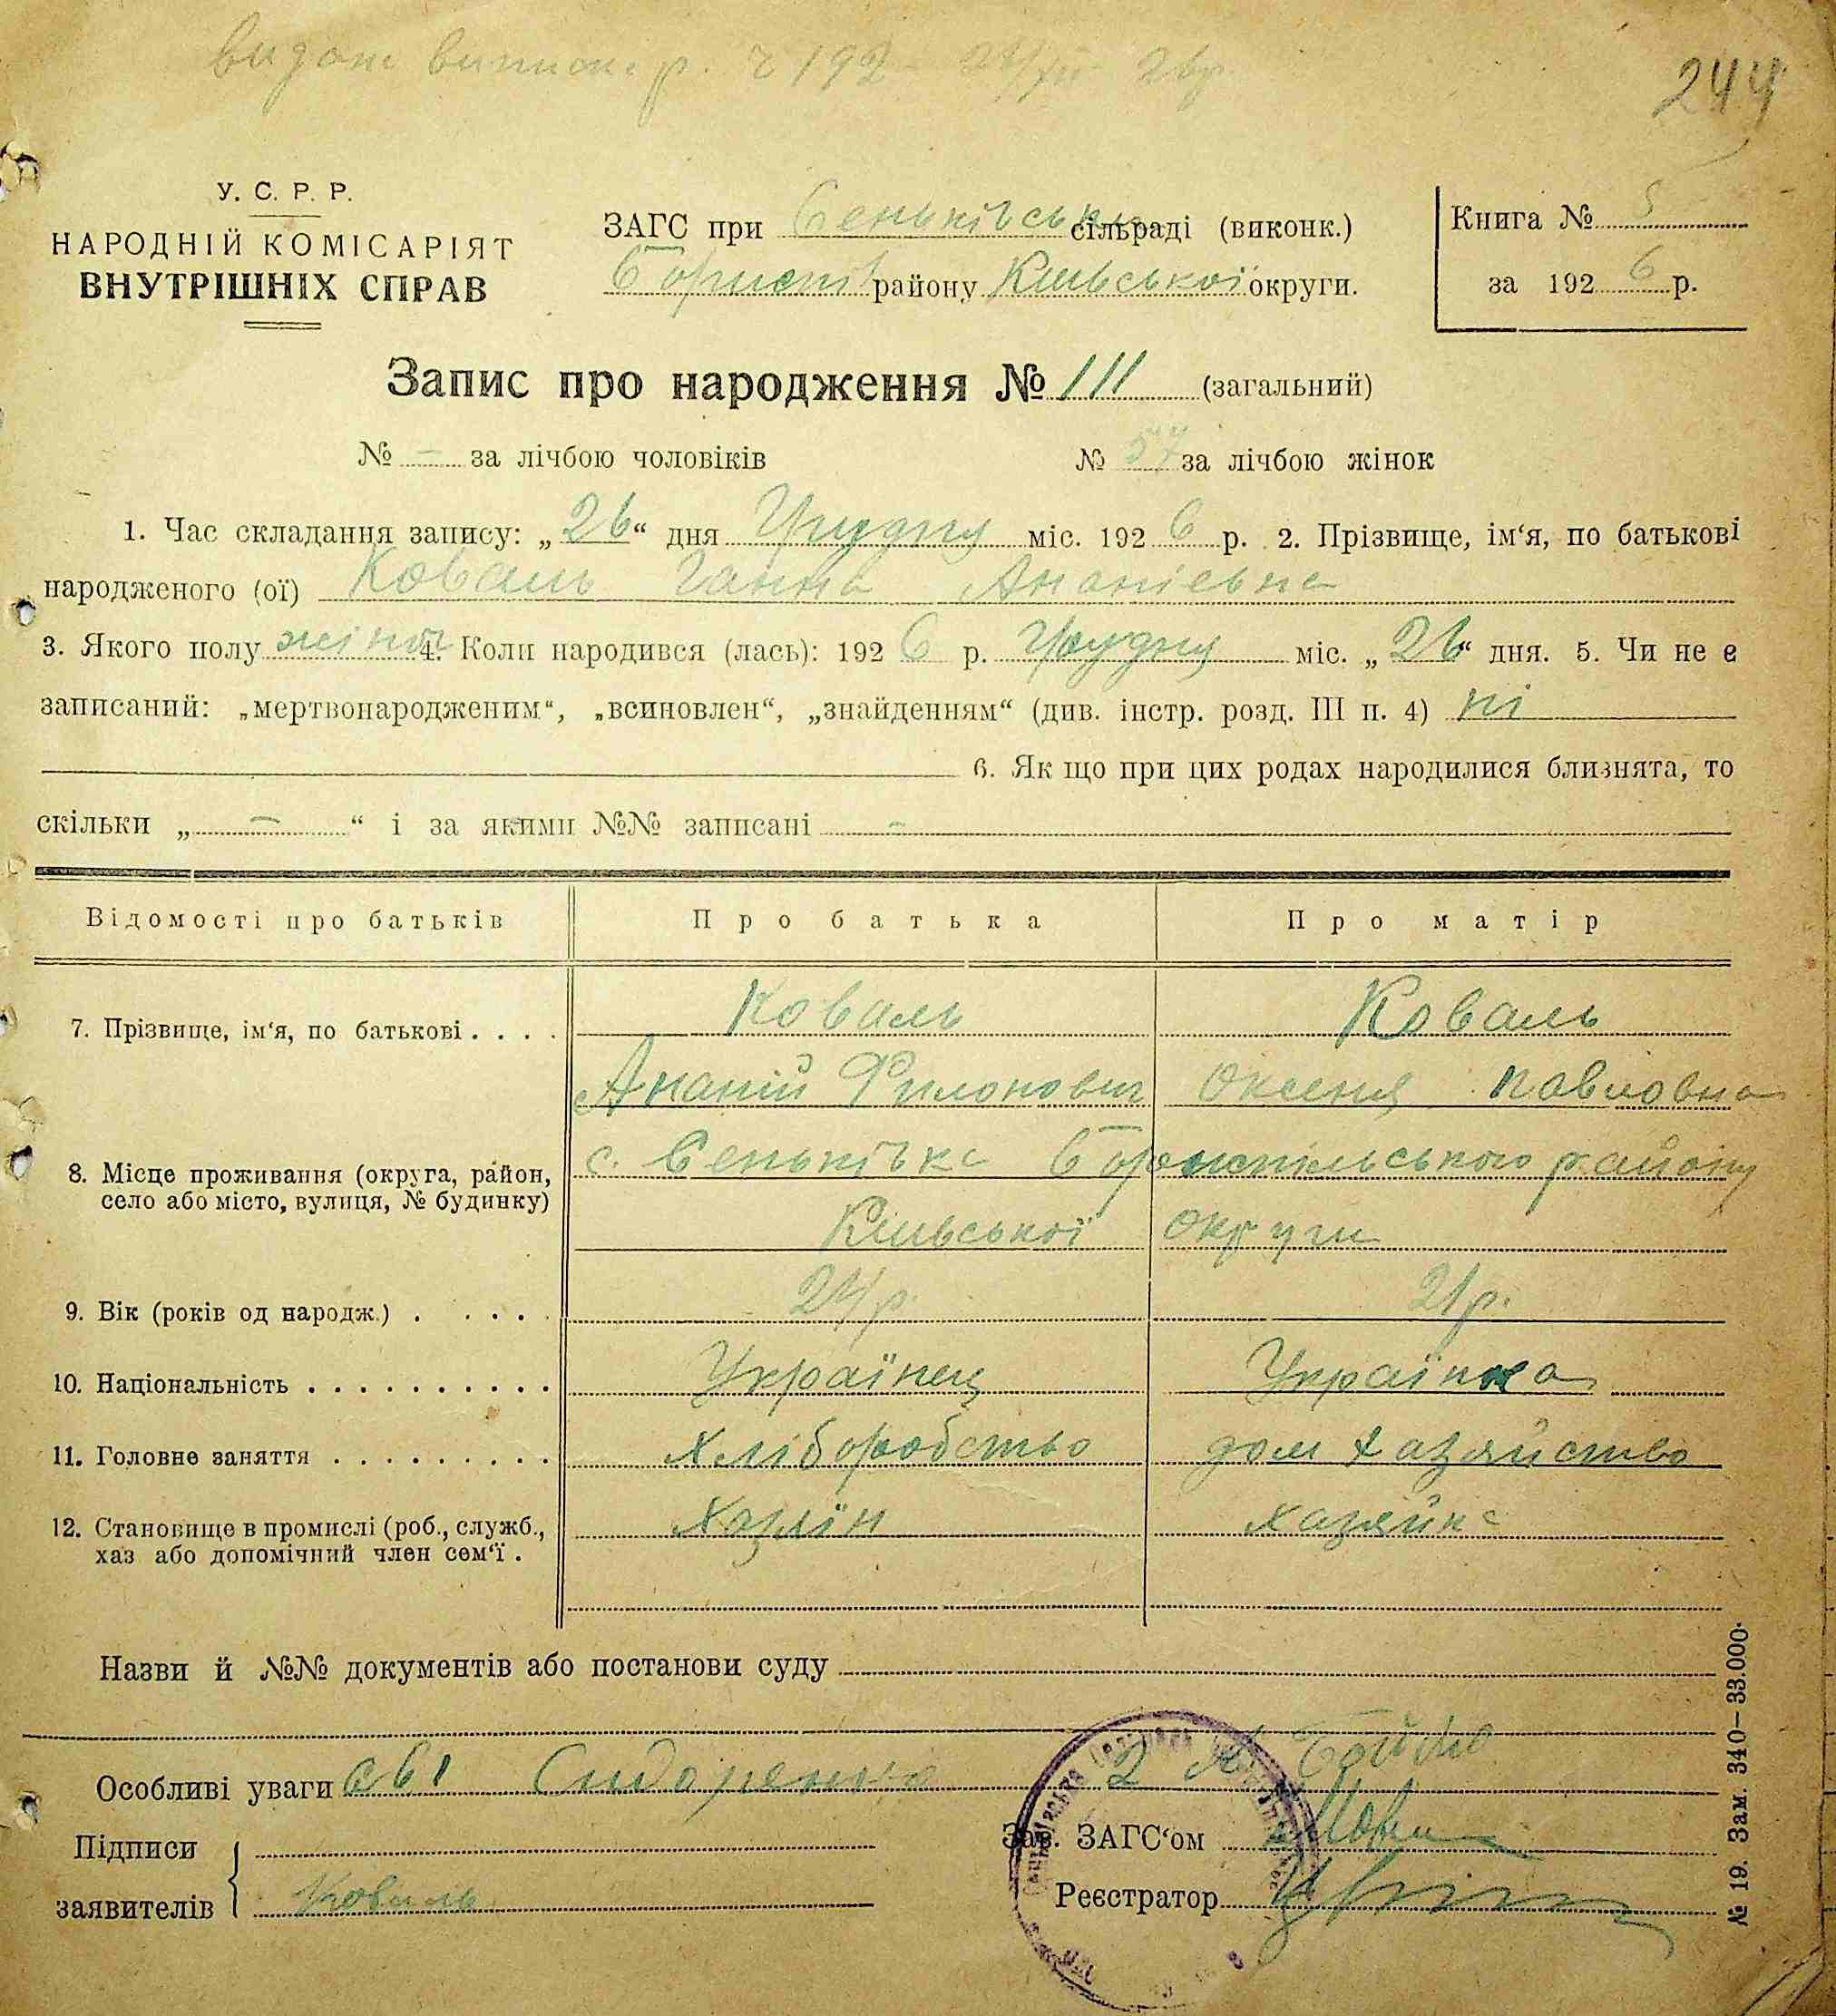 244
У. С. Р. Р.
НАРОДНІЙ КОМІСАРІЯТ
ВНУТРІШНІХ СПРАВ
ЗАГС при Сеньківськ сільраді (виконк.)
Борисп району Київської округи.
Книга № 5
за 1926 р.
Запис про народження № 111 (загальний)
№ - за лічбою чоловіків № 57 за лічбою жінок
1. Час складання запису: „26“ дня Грудня міс. 1926 р. 2. Прізвище, ім‘я, по батькові
народженого (ої) Коваль Ганна Ананіевна
3. Якого полу жіноч 4. Коли народився (лась): 1926 р. Грудня міс. „26“ дня. 5. Чи не є
записаний: „мертвонародженим“, „всиновлен“, „знайденням“ (див. інстр. розд. III п. 4) ні
6. Як що при цих родах народилися близнята, то
скільки „ - “ і за якими №№ записані -
Відомості про батьків Про батька Про матір
7. Прізвище, ім‘я, по батькові . . . . Коваль Коваль
Ананій Филонович Оксеня Павловна
8. Місце проживання (округа, район, с. Сеньківка Бориспільського району
село або місто, вулиця, № будинку)
Київської округи
9. Вік (років од народж.) . . . . . 24р. 21р.
10. Національність . . . . . . . . . . . Українец Українка
11. Головне заняття . . . . . . . . . Хліборобство дом Хазяйство
12. Становище в промислі (роб., служб., Хазяїн хазяйка
хаз або допомічний член сем‘ї .
Назви й №№ документів або постанови суду
Особливі уваги Сидоренко 2 Бойко
Підписи
заявителів Коваль
Зав. ЗАГС‘ом
Реєстратор
№ 19. Зам. 340—33.000.